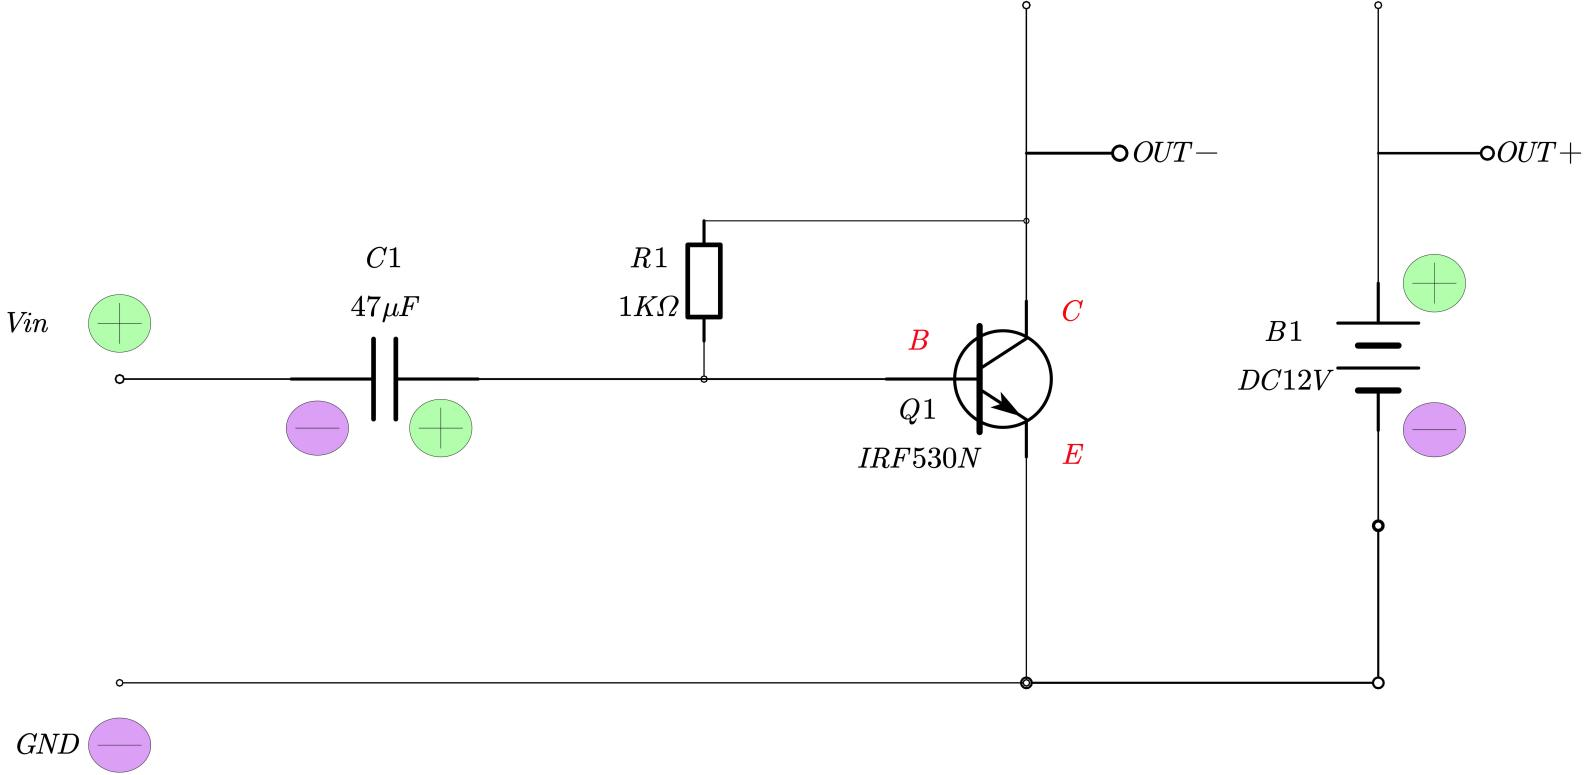 OUT−
OUT+
C1
47µF
R1
1KΩ
Vin
+
B
C
+
B1
DC12V
−
+
Q1
IRF530N
E
−
GND
−